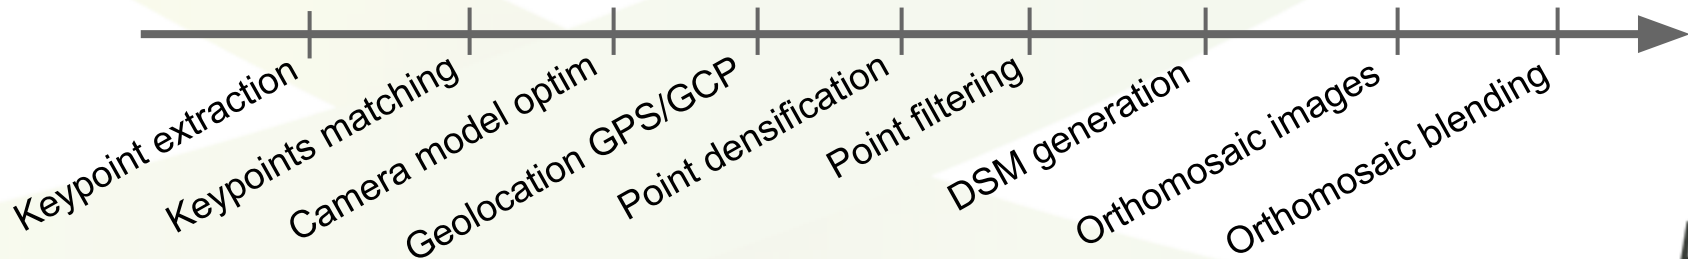 Keypoint extraction
Keypoints matching
Camera model optim
Geolocation GPS/GCP
Point densification
Point filtering
DSM generation
Orthomosaic images
Orthomosaic blending